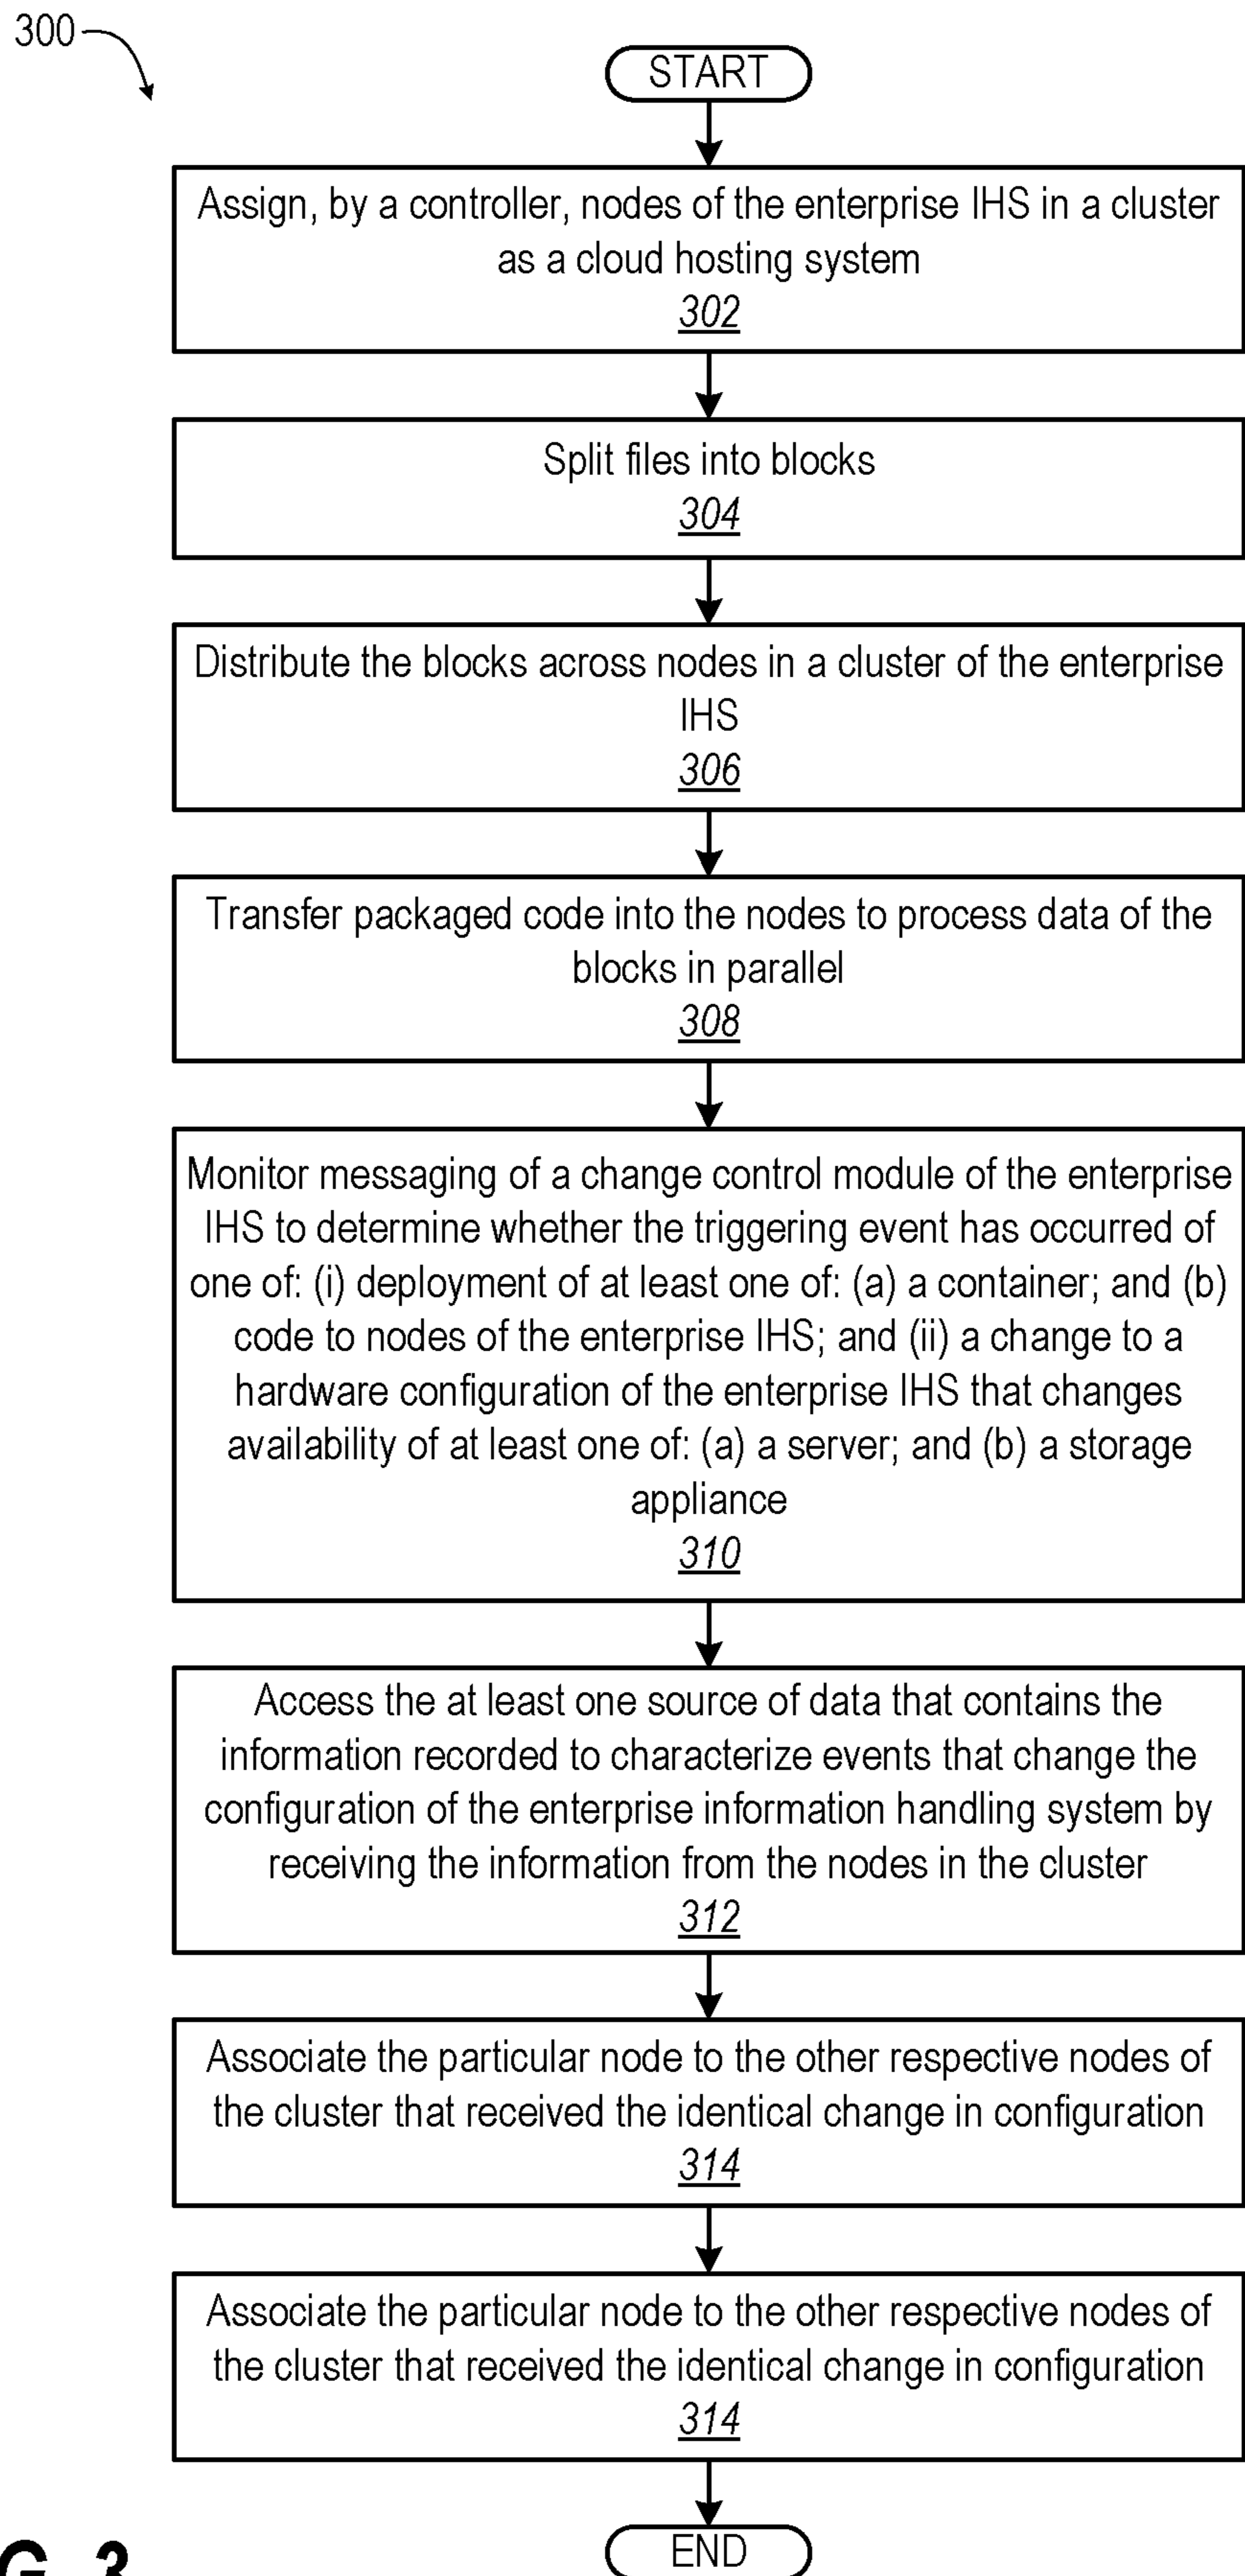 300
START
Assign, by a controller, nodes of the enterprise IHS in a cluster
as a cloud hosting system
302
Split files into blocks
304
Distribute the blocks across nodes in a cluster of the enterprise
IHS
306
Transfer packaged code into the nodes to process data of the
blocks in parallel
308
Monitor messaging of a change control module of the enterprise
IHS to determine whether the triggering event has occurred of
one of: (i) deployment of at least one of: (a) a container; and (b)
code to nodes of the enterprise IHS; and (ii) a change to a
hardware configuration of the enterprise IHS that changes
availability of at least one of: (a) a server; and (b) a storage
appliance
310
Access the at least one source of data that contains the
information recorded to characterize events that change the
configuration of the enterprise information handling system by
receiving the information from the nodes in the cluster
312
Associate the particular node to the other respective nodes of
the cluster that received the identical change in configuration
314
Associate the particular node to the other respective nodes of
the cluster that received the identical change in configuration
314
END
G. 3